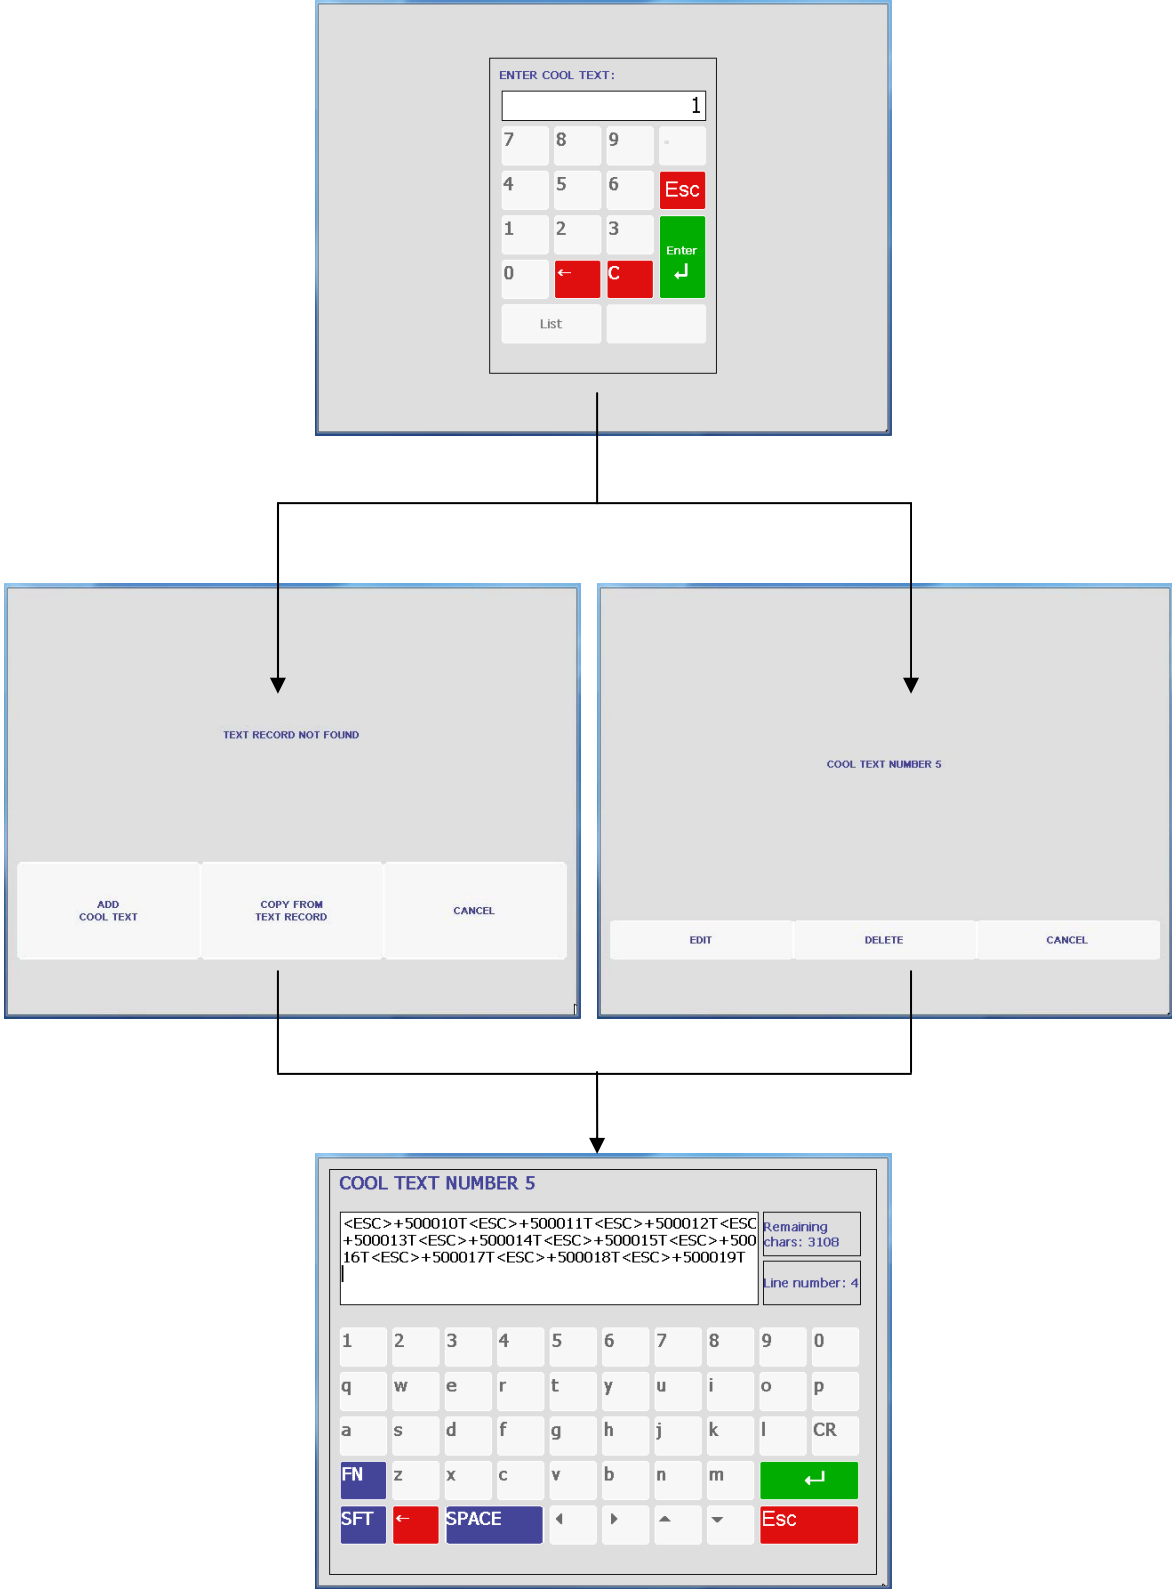 ENTER COOL TEXT:
1
7 8 9 -
4 5 6 Esc
1 2 3 Enter
0 ← C ↵
List
TEXT RECORD NOT FOUND
ADD
COOL TEXT
COPY FROM
TEXT RECORD
CANCEL
COOL TEXT NUMBER 5
EDIT DELETE CANCEL
COOL TEXT NUMBER 5
<ESC>+500010T<ESC>+500011T<ESC>+500012T<ESC
+500013T<ESC>+500014T<ESC>+500015T<ESC>+500
16T<ESC>+500017T<ESC>+500018T<ESC>+500019T
Remaining
chars: 3108
Line number: 4
1 2 3 4 5 6 7 8 9 0
q w e r t y u i o p
a s d f g h j k l CR
FN z x c v b n m ↵
SFT ← SPACE Esc